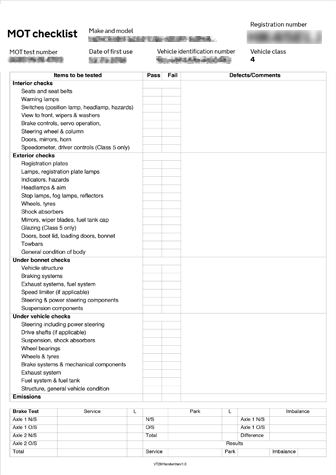 MOT checklist
Make and model
Registration number
MOT test number
Date of first use
Vehicle identification number
Vehicle class
4
Items to be tested Pass Fail Defects/Comments
Interior checks
Seats and seat belts
Warning lamps
Switches (position lamp, headlamp, hazards)
View to front, wipers & washers
Brake controls, servo operation,
Steering wheel & column
Doors, mirrors, horn
Speedometer, driver controls (Class 5 only)
Exterior checks
Registration plates
Lamps, registration plate lamps
Indicators, hazards
Headlamps & aim
Stop lamps, fog lamps, reflectors
Wheels, tyres
Shock absorbers
Mirrors, wiper blades, fuel tank cap
Glazing (Class 5 only)
Doors, boot lid, loading doors, bonnet
Towbars
General condition of body
Under bonnet checks
Vehicle structure
Braking systems
Exhaust systems, fuel system
Speed limiter (if applicable)
Steering & power steering components
Suspension components
Under vehicle checks
Steering including power steering
Drive shafts (if applicable)
Suspension, shock absorbers
Wheel bearings
Wheels & tyres
Brake systems & mechanical components
Exhaust system
Fuel system & fuel tank
Structure, general vehicle condition
Emissions
Brake Test Service L Park L Imbalance
Axle 1 N/S N/S Axle 1 N/S
Axle 1 O/S O/S Axle 1 O/S
Axle 2 N/S Total Difference
Axle 2 O/S Results
Total Service Park Imbalance